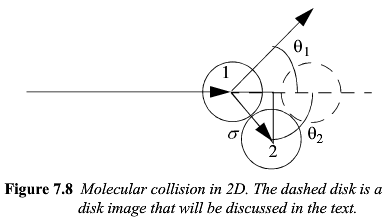 θ1
1
σ
2
θ2
Figure 7.8 Molecular collision in 2D. The dashed disk is a
disk image that will be discussed in the text.